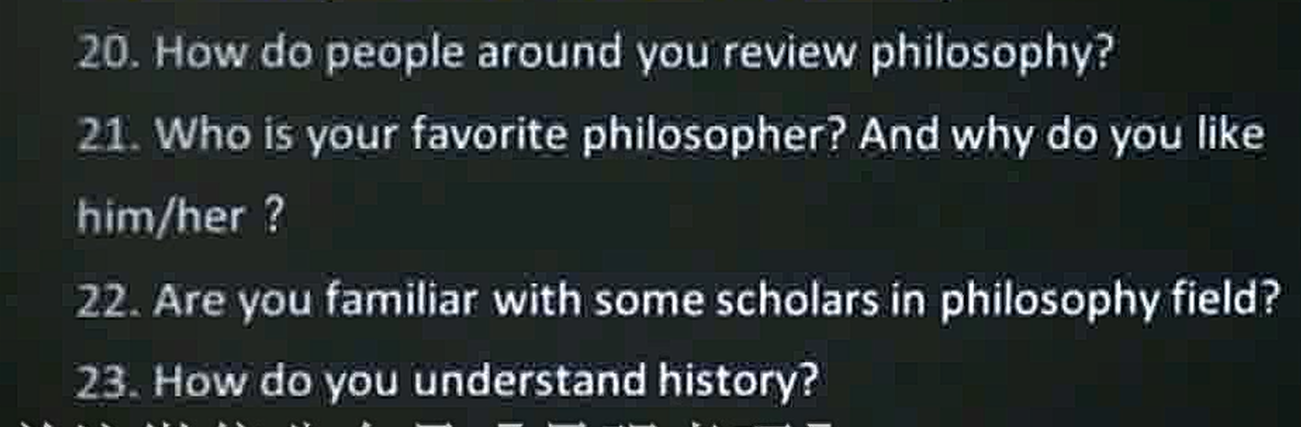 20. How do people around you review philosophy?
21. Who is your favorite philosopher? And why do you like
him/her ?
22. Are you familiar with some scholars in philosophy field?
23. How do you understand history?